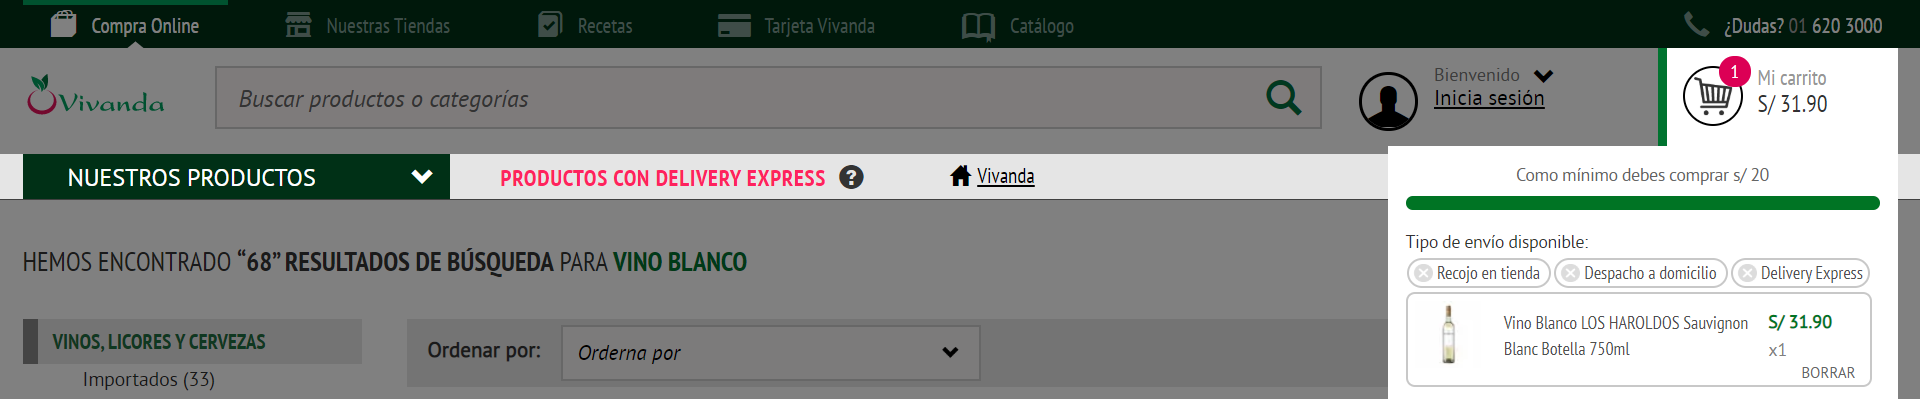 Compra Online
Nuestras Tiendas
Recetas
Tarjeta Vivanda
Catálogo
¿Dudas? 01 620 3000
Vivanda
Buscar productos o categorías
Bienvenido
Inicia sesión
1
Mi carrito
S/ 31.90
NUESTROS PRODUCTOS
PRODUCTOS CON DELIVERY EXPRESS ?
Vivanda
Como mínimo debes comprar s/ 20
Tipo de envío disponible:
Recojo en tienda
Despacho a domicilio
Delivery Express
Vino Blanco LOS HAROLDOS Sauvignon
Blanc Botella 750ml
S/ 31.90
x1
BORRAR
HEMOS ENCONTRADO “68” RESULTADOS DE BÚSQUEDA PARA VINO BLANCO
VINOS, LICORES Y CERVEZAS
Importados (33)
Ordenar por:
Orderna por